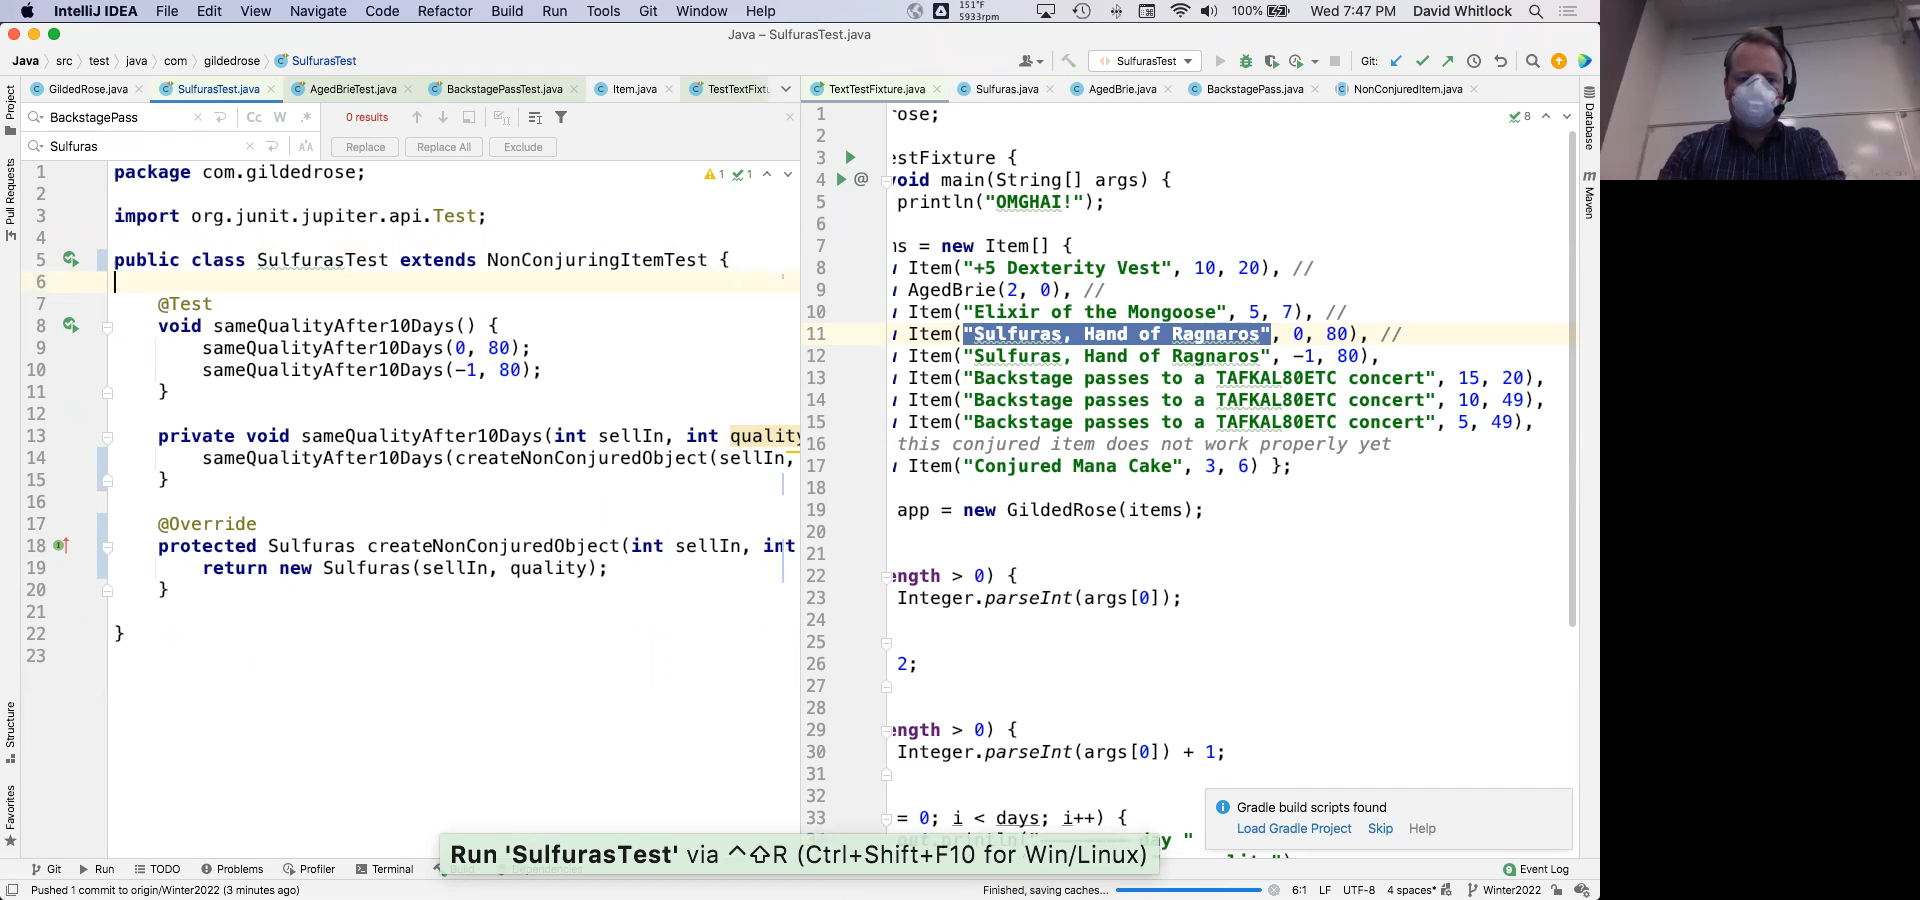 IntelliJ IDEA File Edit View Navigate Code Refactor Build Run Tools Git Window Help 151°F 5933rpm 100% Wed 7:47 PM David Whitlock
Java – SulfurasTest.java
Java src test java com gildedrose SulfurasTest SulfurasTest Git:
GildedRose.java SulfurasTest.java AgedBrieTest.java BackstagePassTest.java Item.java TestTextFixtu TextTestFixture.java Sulfuras.java AgedBrie.java BackstagePass.java NonConjuredItem.java
BackstagePass Cc W .* 0 results
Sulfuras Replace Replace All Exclude
1 package com.gildedrose; 1 1
2
3 import org.junit.jupiter.api.Test;
4
5 public class SulfurasTest extends NonConjuringItemTest {
6
7 @Test
8 void sameQualityAfter10Days() {
9 sameQualityAfter10Days(0, 80);
10 sameQualityAfter10Days(-1, 80);
11 }
12
13 private void sameQualityAfter10Days(int sellIn, int quality
14 sameQualityAfter10Days(createNonConjuredObject(sellIn,
15 }
16
17 @Override
18 protected Sulfuras createNonConjuredObject(int sellIn, int
19 return new Sulfuras(sellIn, quality);
20 }
21
22 }
23
1 rose; 8
2
3 estFixture {
4 @ void main(String[] args) {
5 println("OMGHAI!");
6
7 ms = new Item[] {
8 w Item("+5 Dexterity Vest", 10, 20), //
9 w AgedBrie(2, 0), //
10 w Item("Elixir of the Mongoose", 5, 7), //
11 w Item("Sulfuras, Hand of Ragnaros", 0, 80), //
12 w Item("Sulfuras, Hand of Ragnaros", -1, 80),
13 w Item("Backstage passes to a TAFKAL80ETC concert", 15, 20),
14 w Item("Backstage passes to a TAFKAL80ETC concert", 10, 49),
15 w Item("Backstage passes to a TAFKAL80ETC concert", 5, 49),
16 this conjured item does not work properly yet
17 w Item("Conjured Mana Cake", 3, 6) };
18
19 app = new GildedRose(items);
20
21
22 ength > 0) {
23 Integer.parseInt(args[0]);
24
25
26 2;
27
28
29 ength > 0) {
30 Integer.parseInt(args[0]) + 1;
31
32
33 = 0; i < days; i++) {
out.println("-------- day "
Project
Pull Requests
Structure
Favorites
Database
m Maven
Gradle build scripts found
Load Gradle Project Skip Help
Run 'SulfurasTest' via ^⇧R (Ctrl+Shift+F10 for Win/Linux)
Git Run TODO Problems Profiler Terminal Build Dependencies Event Log
Pushed 1 commit to origin/Winter2022 (3 minutes ago) Finished, saving caches... 6:1 LF UTF-8 4 spaces* Winter2022